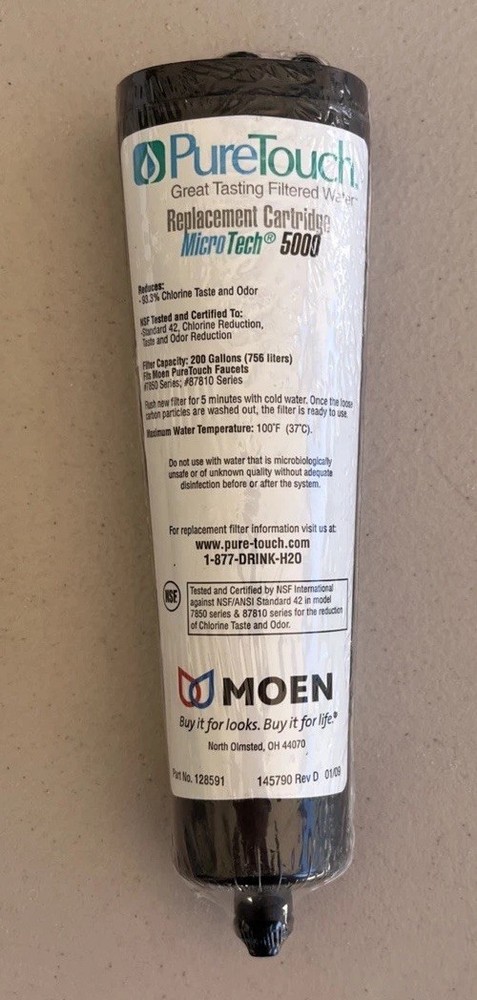 PureTouch
Great Tasting Filtered Water
Replacement Cartridge
MicroTech® 5000
Reduces:
- 93.3% Chlorine Taste and Odor
NSF Tested and Certified To:
-Standard 42, Chlorine Reduction,
Taste and Odor Reduction
Filter Capacity: 200 Gallons (756 liters)
Fits Moen PureTouch Faucets
#7850 Series; #87810 Series
Flush new filter for 5 minutes with cold water. Once the loose
carbon particles are washed out, the filter is ready to use.
Maximum Water Temperature: 100°F (37°C).
Do not use with water that is microbiologically
unsafe or of unknown quality without adequate
disinfection before or after the system.
For replacement filter information visit us at:
www.pure-touch.com
1-877-DRINK-H2O
NSF
Tested and Certified by NSF International
against NSF/ANSI Standard 42 in model
7850 series & 87810 series for the reduction
of Chlorine Taste and Odor.
MOEN
Buy it for looks. Buy it for life.®
North Olmsted, OH 44070
Part No. 128591 145790 Rev D 01/09